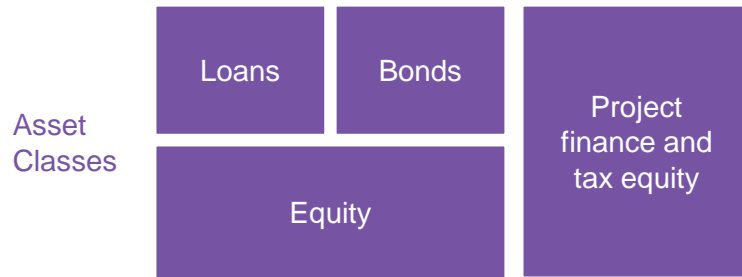 Asset
Classes
Loans
Bonds
Equity
Project
finance and
tax equity